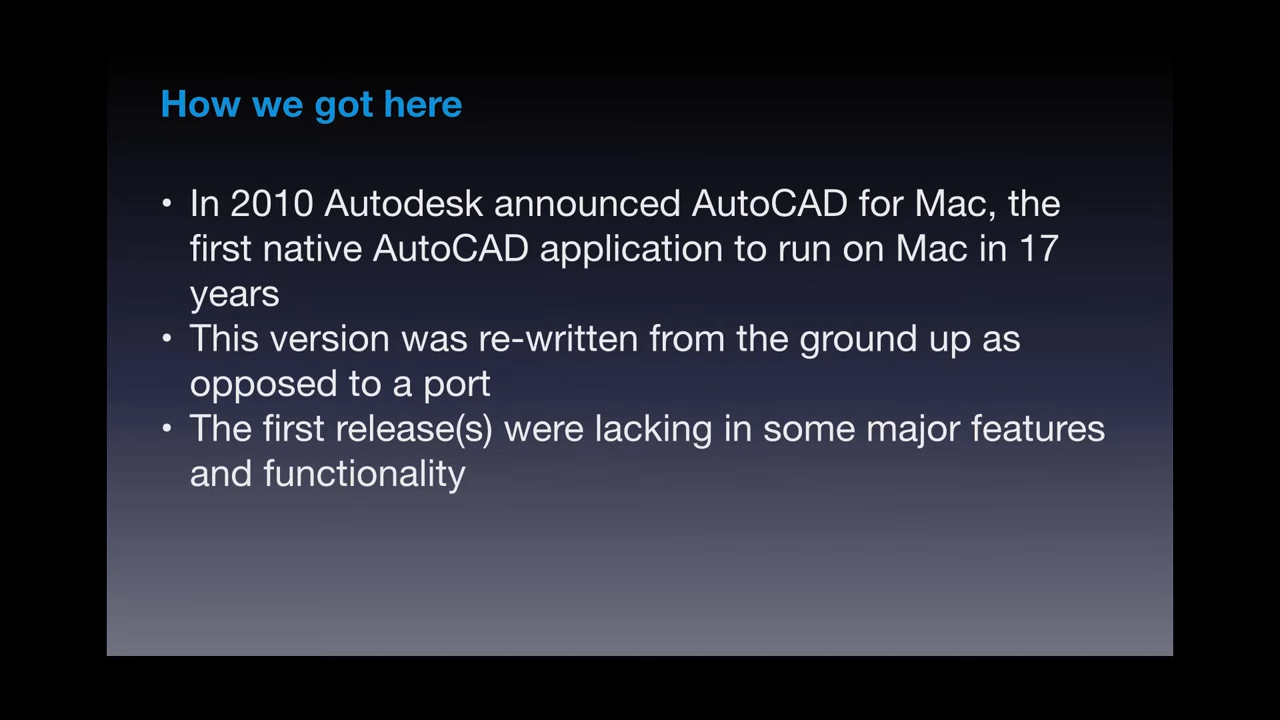 How we got here
• In 2010 Autodesk announced AutoCAD for Mac, the
first native AutoCAD application to run on Mac in 17
years
• This version was re-written from the ground up as
opposed to a port
• The first release(s) were lacking in some major features
and functionality